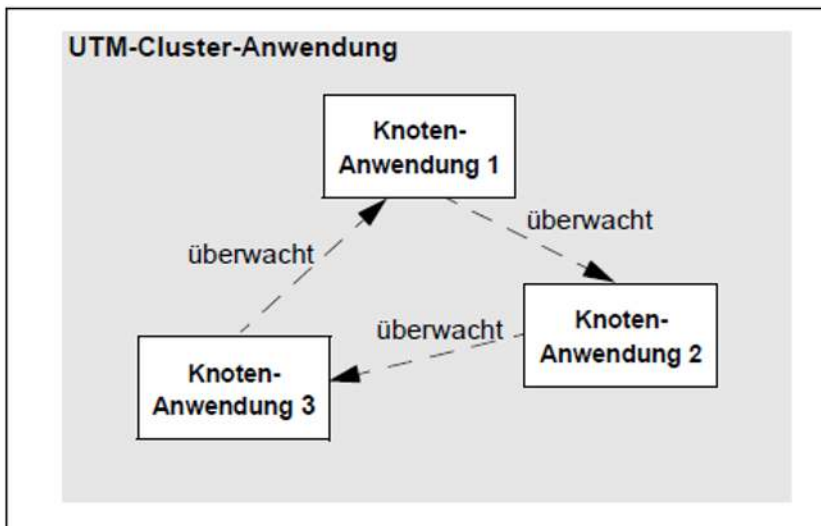 UTM-Cluster-Anwendung
Knoten-
Anwendung 1
überwacht
überwacht
überwacht
Knoten-
Anwendung 2
Knoten-
Anwendung 3